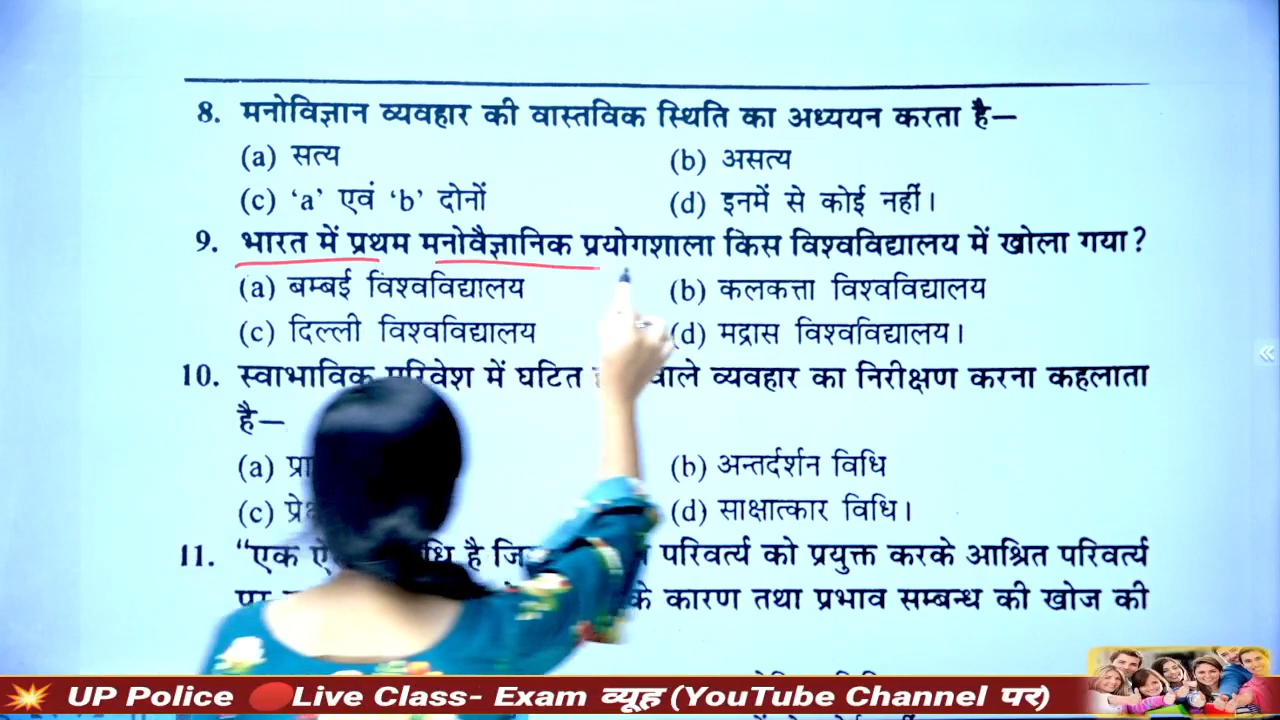 8. मनोविज्ञान व्यवहार की वास्तविक स्थिति का अध्ययन करता है—
(a) सत्य (b) असत्य
(c) ‘a’ एवं ‘b’ दोनों (d) इनमें से कोई नहीं।
9. भारत में प्रथम मनोवैज्ञानिक प्रयोगशाला किस विश्वविद्यालय में खोला गया?
(a) बम्बई विश्वविद्यालय (b) कलकत्ता विश्वविद्यालय
(c) दिल्ली विश्वविद्यालय (d) मद्रास विश्वविद्यालय।
10. स्वाभाविक परिवेश में घटित वाले व्यवहार का निरीक्षण करना कहलाता
है—
(a) (b) अन्तर्दर्शन विधि
(c) (d) साक्षात्कार विधि।
11. “एक है परिवर्त्य को प्रयुक्त करके आश्रित परिवर्त्य
के कारण तथा प्रभाव सम्बन्ध की खोज की
UP Police Live Class- Exam व्यूह (YouTube Channel पर)